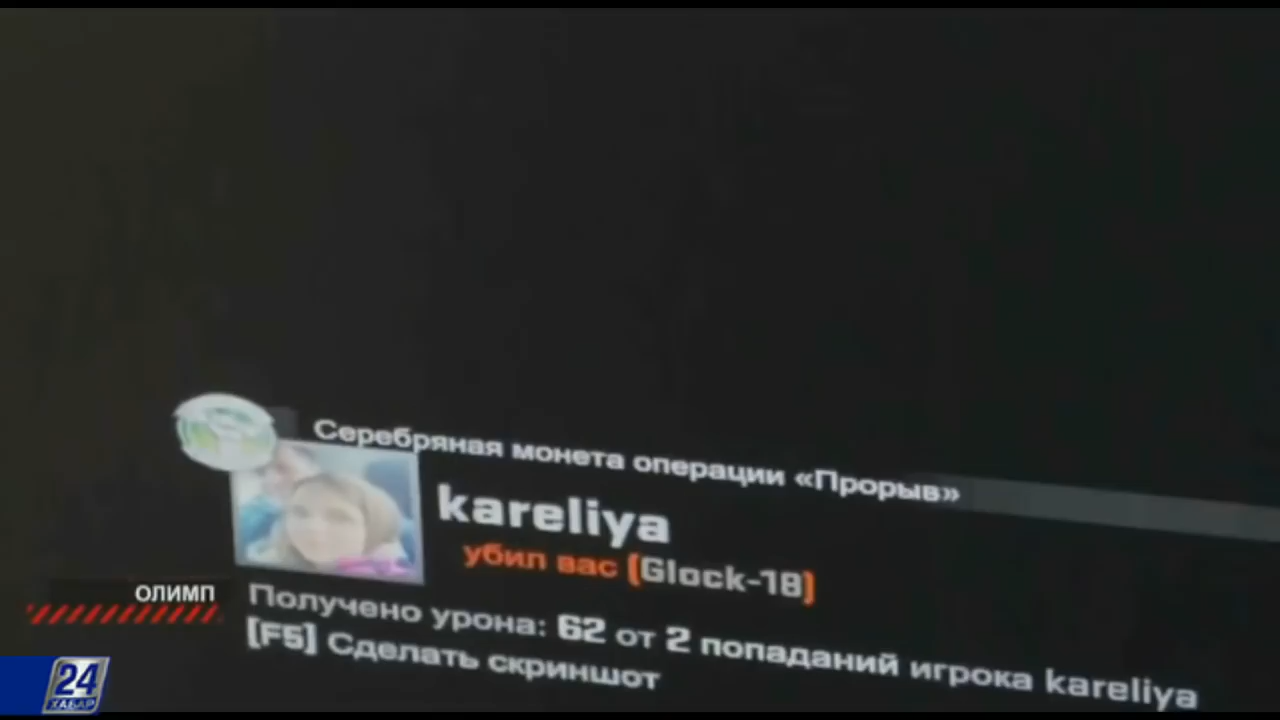 Серебряная монета операции «Прорыв»
kareliya
убил вас [Glock-18]
Получено урона: 62 от 2 попаданий игрока kareliya
[F5] Сделать скриншот
ОЛИМП
24
ХАБАР